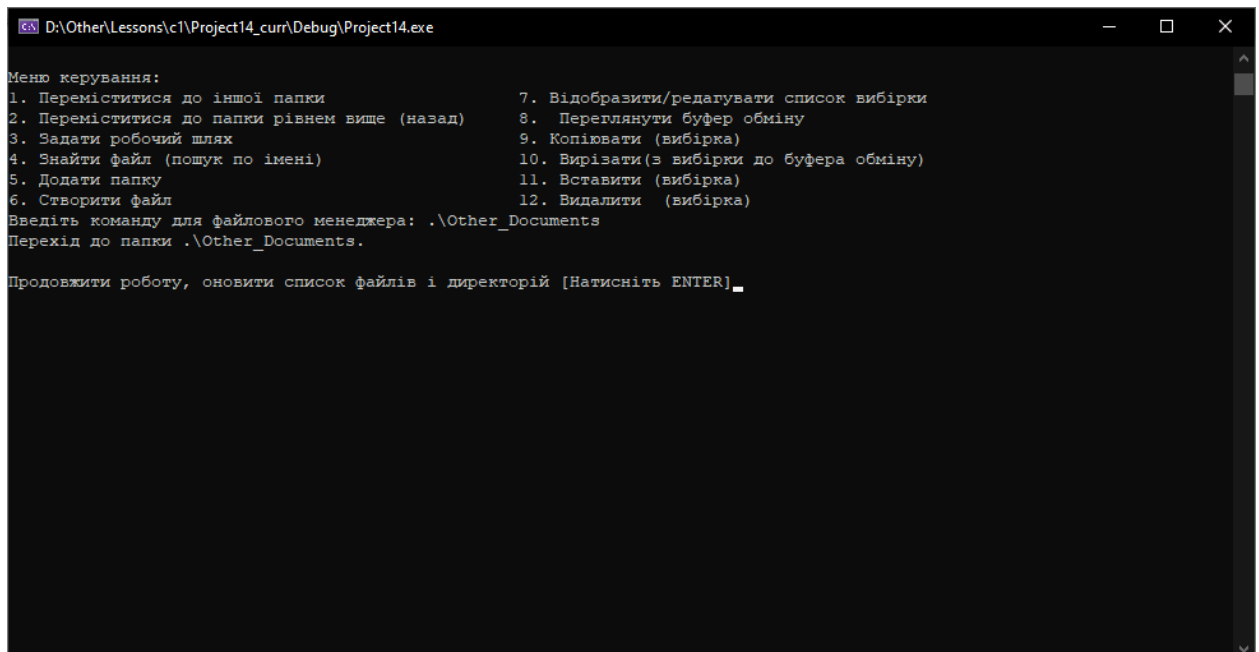 D:\Other\Lessons\c1\Project14_curr\Debug\Project14.exe
Меню керування:
1. Переміститися до іншої папки 7. Відобразити/редагувати список вибірки
2. Переміститися до папки рівнем вище (назад) 8. Переглянути буфер обміну
3. Задати робочий шлях 9. Копіювати (вибірка)
4. Знайти файл (пошук по імені) 10. Вирізати(з вибірки до буфера обміну)
5. Додати папку 11. Вставити (вибірка)
6. Створити файл 12. Видалити (вибірка)
Введіть команду для файлового менеджера: .\Other_Documents
Перехід до папки .\Other_Documents.
Продовжити роботу, оновити список файлів і директорій [Натисніть ENTER]